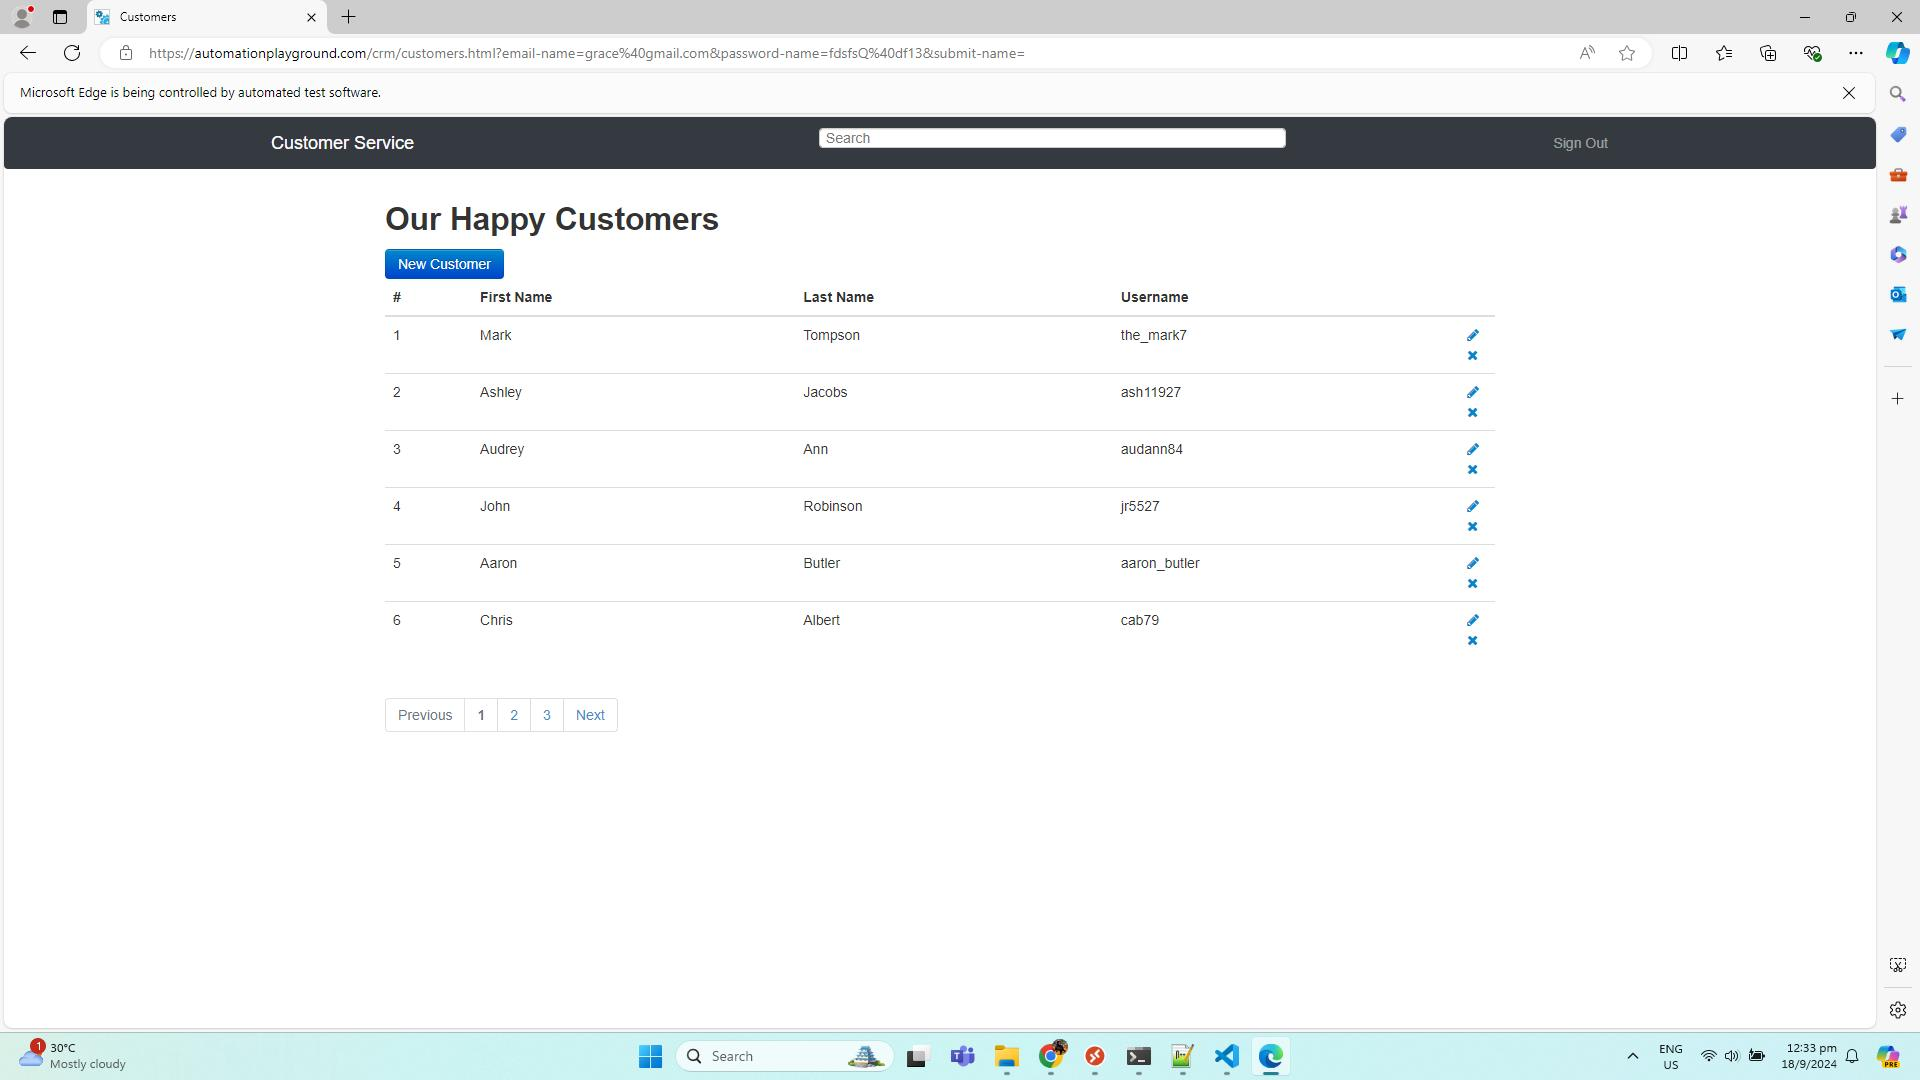 Customers
https://automationplayground.com/crm/customers.html?email-name=grace%40gmail.com&password-name=fdsfsQ%40df13&submit-name=
Microsoft Edge is being controlled by automated test software.
Customer Service
Search
Sign Out
Our Happy Customers
New Customer
# First Name Last Name Username
1 Mark Tompson the_mark7
2 Ashley Jacobs ash11927
3 Audrey Ann audann84
4 John Robinson jr5527
5 Aaron Butler aaron_butler
6 Chris Albert cab79
Previous 1 2 3 Next
1
30°C
Mostly cloudy
Search
ENG
US
12:33 pm
18/9/2024
PRE